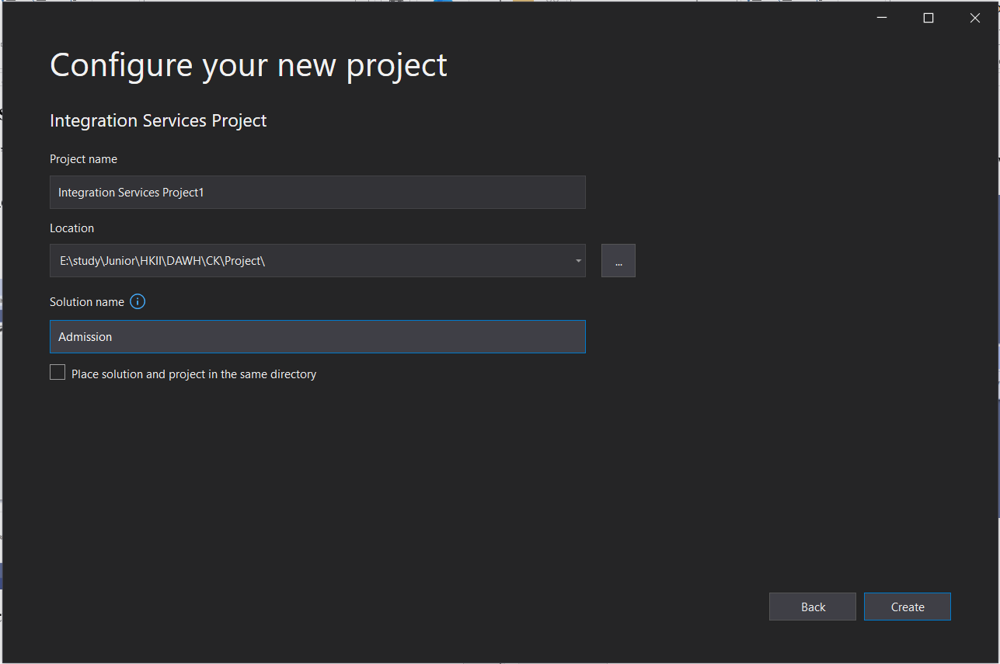 Configure your new project
Integration Services Project
Project name
Integration Services Project1
Location
E:\study\Junior\HKII\DAWH\CK\Project\
...
Solution name
Admission
Place solution and project in the same directory
Back
Create